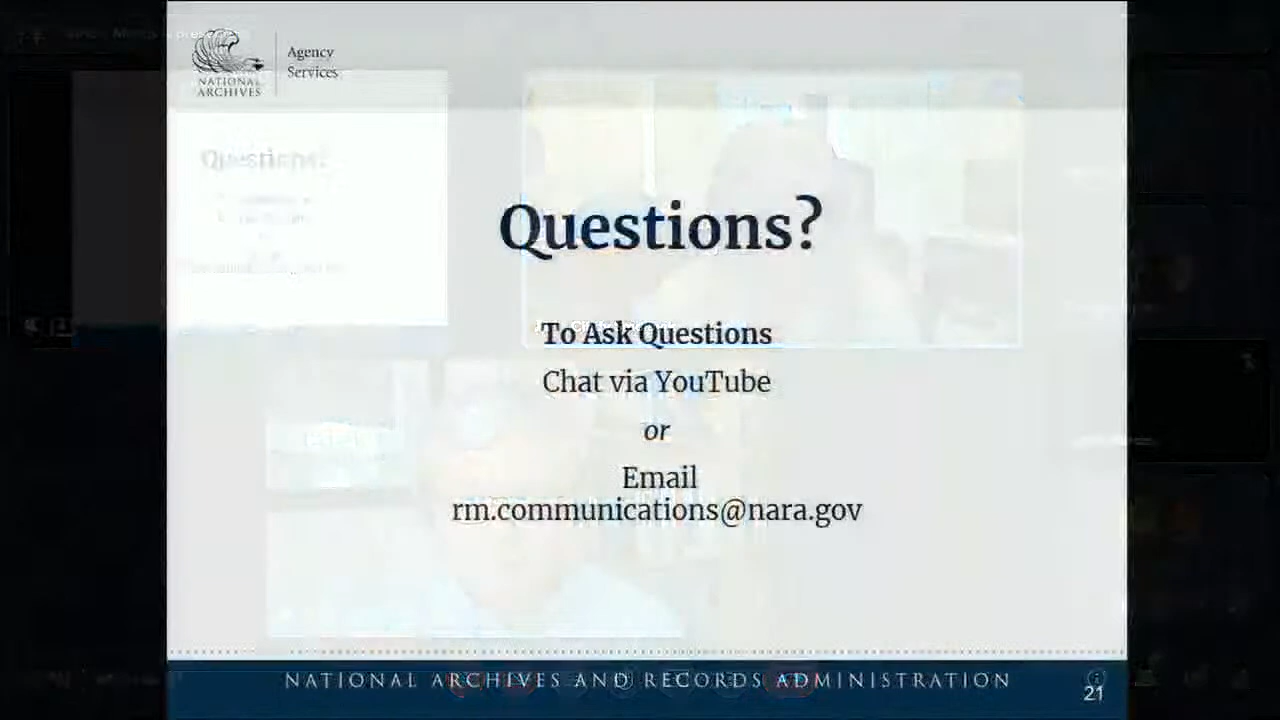 NATIONAL
ARCHIVES
Agency
Services
Questions?
Questions?
To Ask Questions
Chat via YouTube
or
Email
rm.communications@nara.gov
NATIONAL ARCHIVES AND RECORDS ADMINISTRATION
21